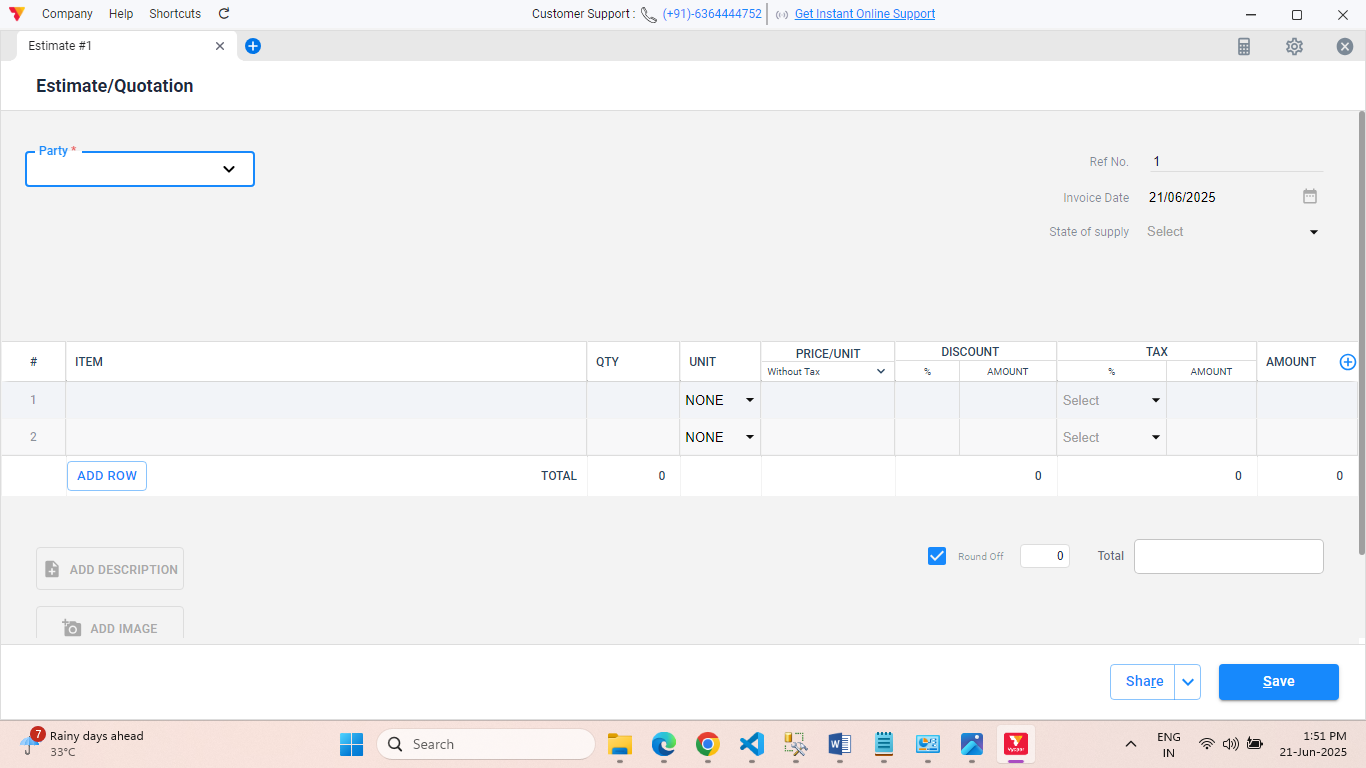 Company Help Shortcuts Customer Support : (+91)-6364444752 Get Instant Online Support
Estimate #1
Estimate/Quotation
Party *
Ref No. 1
Invoice Date 21/06/2025
State of supply Select
# ITEM QTY UNIT PRICE/UNIT DISCOUNT TAX AMOUNT
Without Tax % AMOUNT % AMOUNT
1 NONE Select
2 NONE Select
ADD ROW TOTAL 0 0 0 0
Round Off 0 Total
ADD DESCRIPTION
ADD IMAGE
Share Save
7 Rainy days ahead
33°C
Search
Vyapar
ENG
IN
1:51 PM
21-Jun-2025